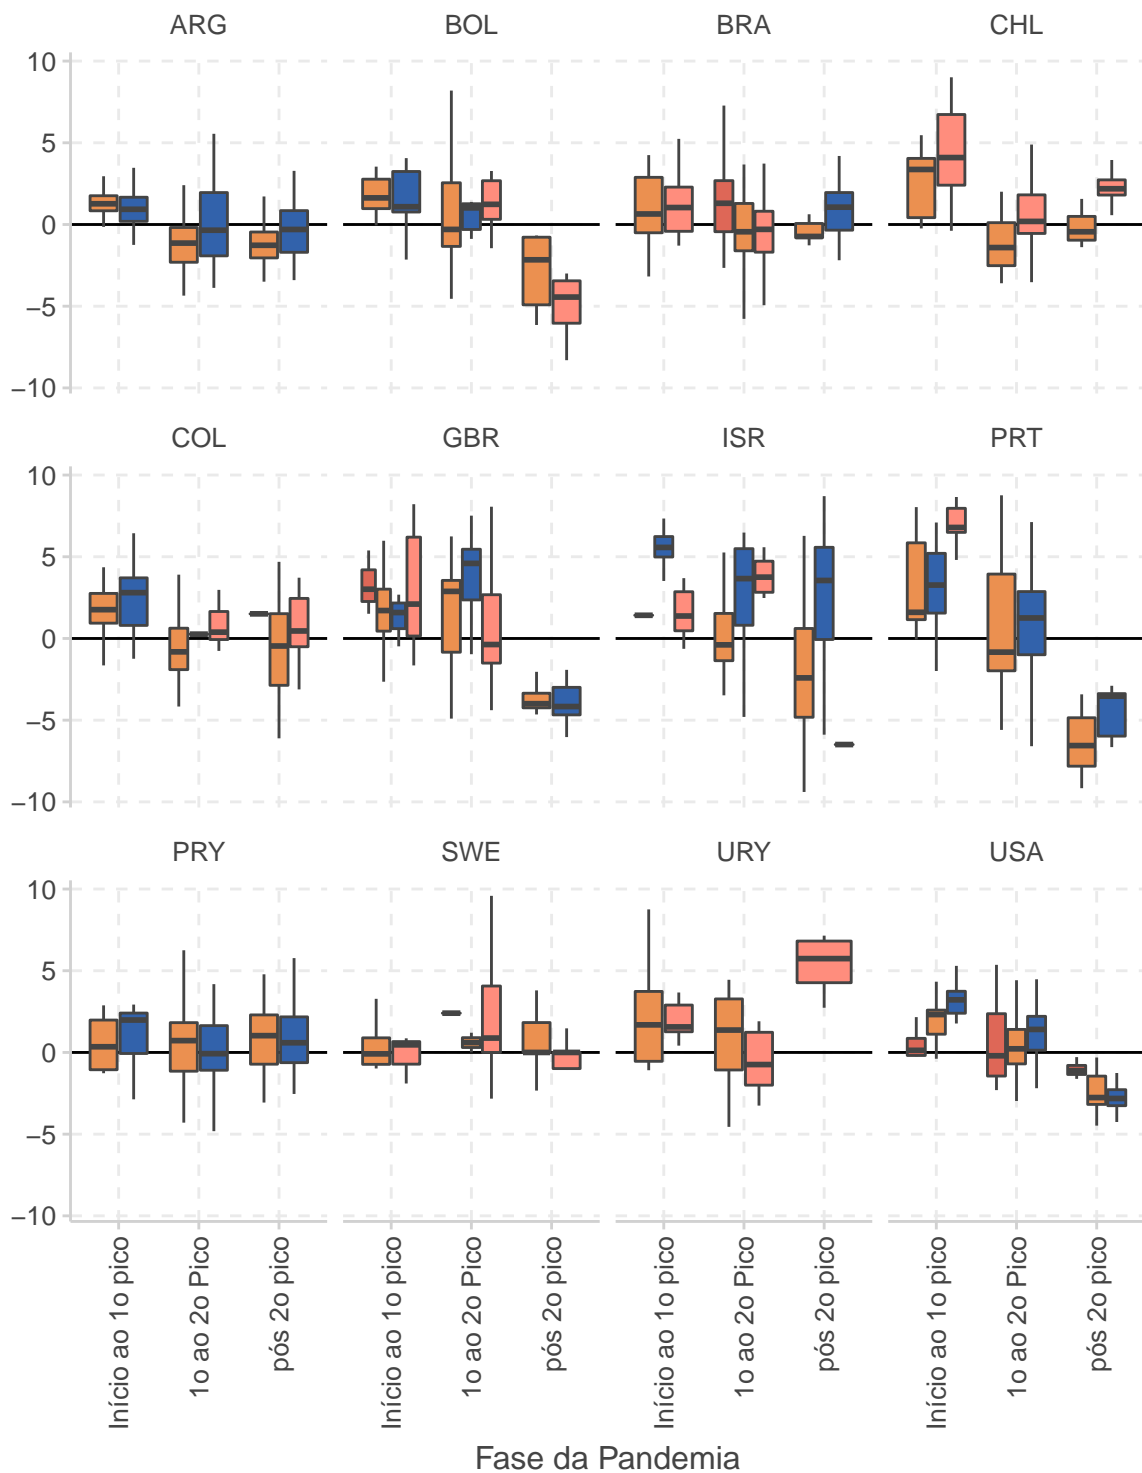 ARG BOL BRA CHL
10
5
0
−5
−10
COL GBR ISR PRT
10
5
0
−5
−10
PRY SWE URY USA
10
5
0
−5
−10
Início ao 1o pico
1o ao 2o Pico
pós 2o pico
Início ao 1o pico
1o ao 2o Pico
pós 2o pico
Início ao 1o pico
1o ao 2o Pico
pós 2o pico
Início ao 1o pico
1o ao 2o Pico
pós 2o pico
Fase da Pandemia